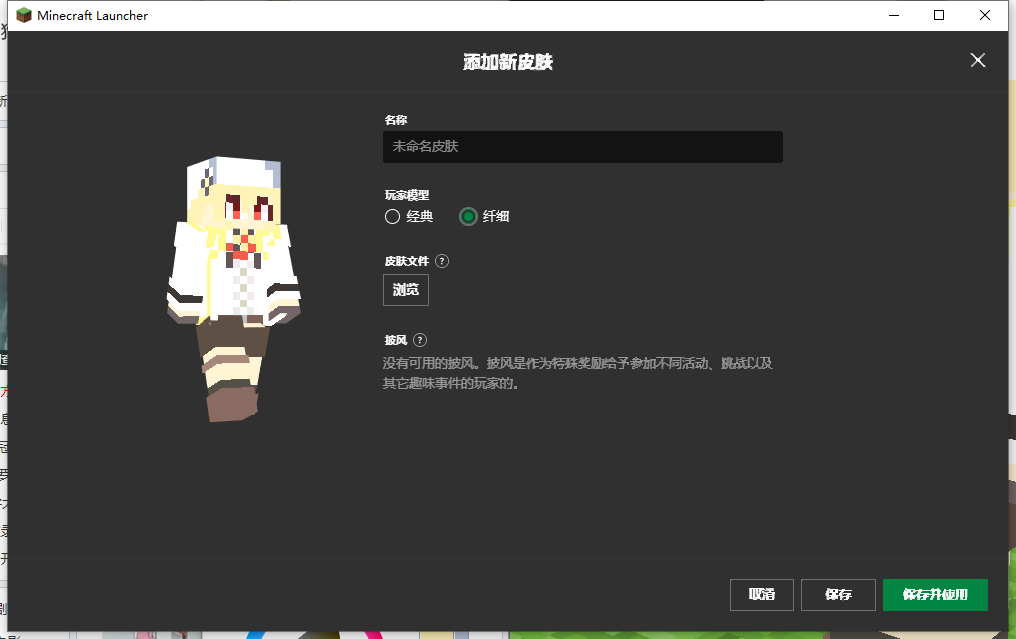 Minecraft Launcher
添加新皮肤
名称
未命名皮肤
玩家模型
经典 纤细
皮肤文件 ?
浏览
披风 ?
没有可用的披风。披风是作为特殊奖励给予参加不同活动、挑战以及
其它趣味事件的玩家的。
取消 保存 保存并使用